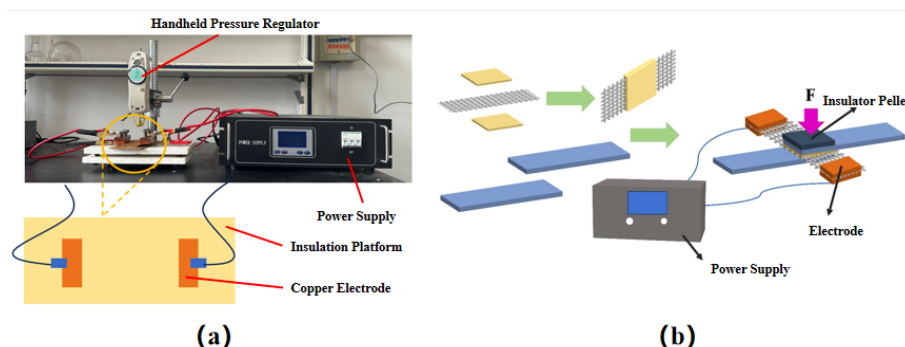 Handheld Pressure Regulator
POWER SUPPLY
Power Supply
Insulation Platform
Copper Electrode
(a)
F
Insulator Pelle
Electrode
Power Supply
(b)